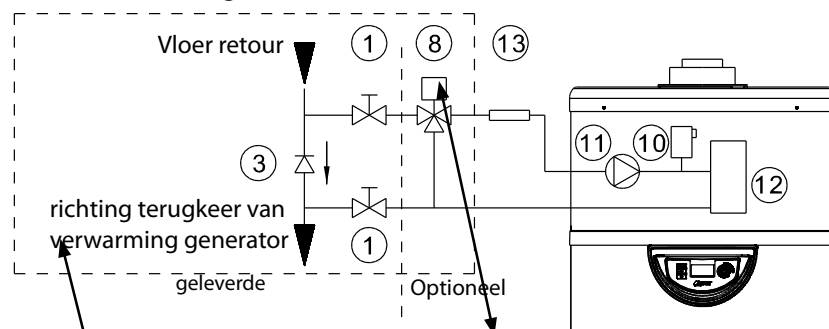 Vloer retour
1
8
13
3
11
10
12
richting terugkeer van
verwarming generator
1
geleverde
Optioneel